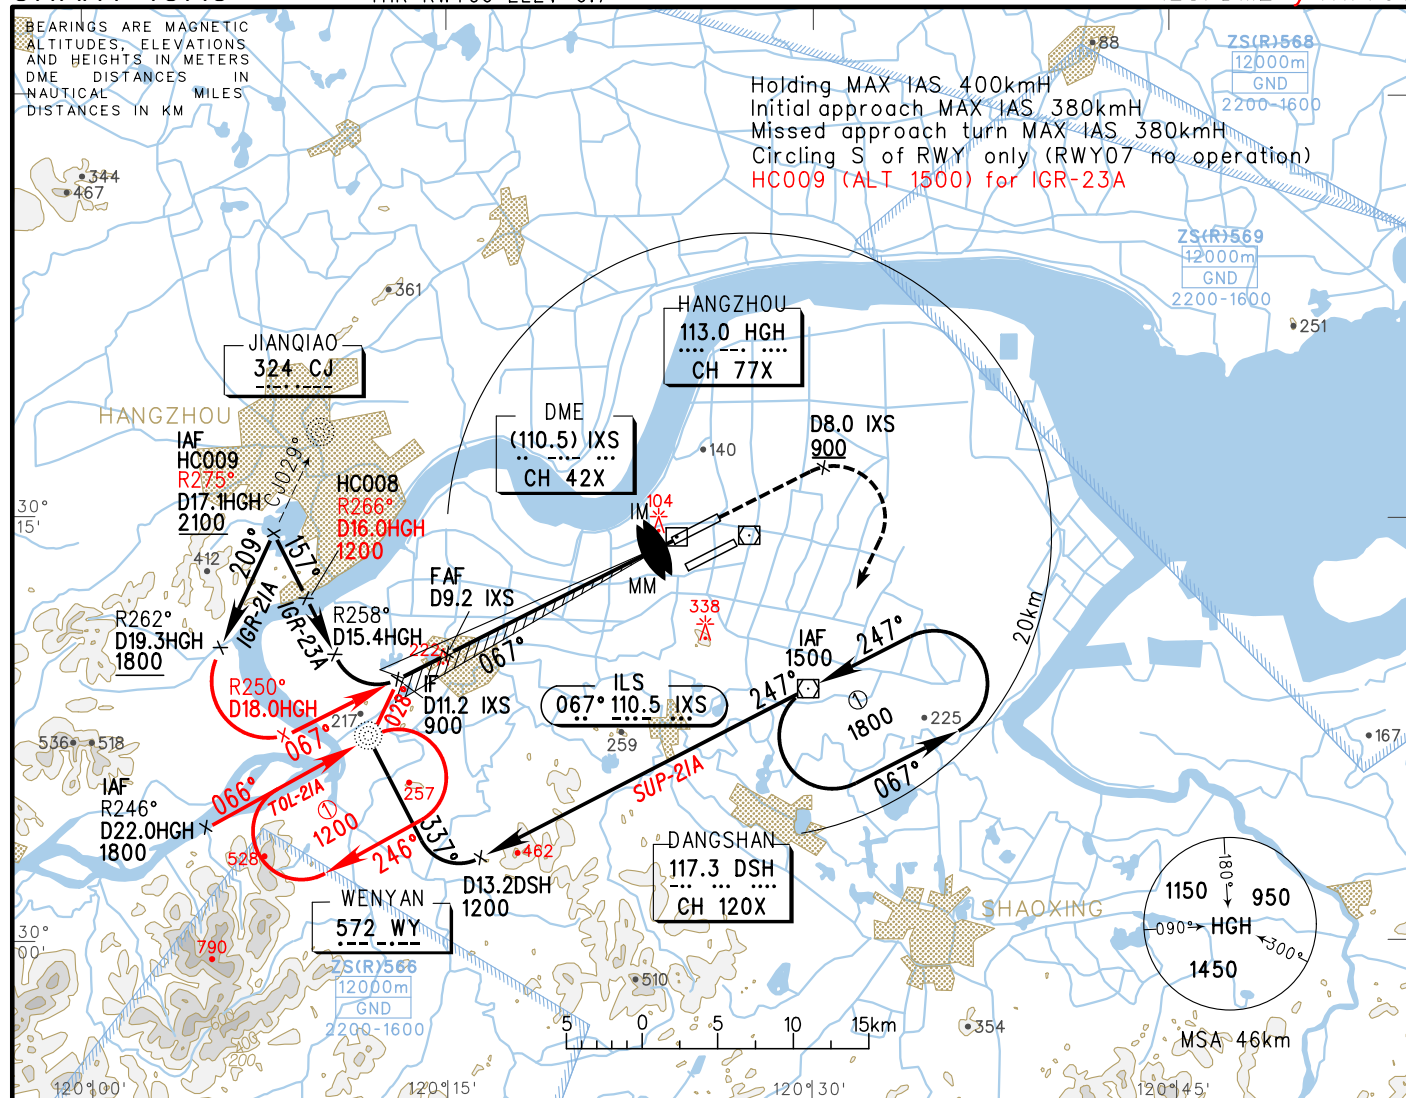 BEARINGS ARE MAGNETIC
ALTITUDES, ELEVATIONS
AND HEIGHTS IN METERS
DME DISTANCES IN
NAUTICAL MILES
DISTANCES IN KM
88
ZS(R)568
12000m
GND
2200-1600
Holding MAX IAS 400kmH
Initial approach MAX IAS 380kmH
Missed approach turn MAX IAS 380kmH
Circling S of RWY only (RWY07 no operation)
HC009 (ALT 1500) for IGR-23A
344
467
ZS(R)569
12000m
GND
2200-1600
361
251
HANGZHOU
113.0 HGH
CH 77X
JIANQIAO
324 CJ
HANGZHOU
DME
(110.5) IXS
CH 42X
D8.0 IXS
900
140
IAF
HC009
R275°
D17.1HGH
2100
CJ029°
HC008
R266°
D16.0HGH
1200
30°
15'
IM
104
MM
412
209°
157°
IGR-21A
IGR-23A
FAF
D9.2 IXS
R262°
D19.3HGH
1800
R258°
D15.4HGH
222
067°
338
20km
IAF
1500
247°
247°
1
1800
067°
225
R250°
D18.0HGH
067°
028°
IF
D11.2 IXS
900
217
ILS
067° 110.5 IXS
259
536
518
167
IAF
R246°
D22.0HGH
1800
066°
TOL-21A
1
1200
246°
257
337°
SUP-21A
528
462
D13.2DSH
1200
DANGSHAN
117.3 DSH
CH 120X
WENYAN
572 WY
SHAOXING
180°
1150
950
090°
HGH
300°
1450
MSA 46km
30°
00'
790
ZS(R)566
12000m
GND
2200-1600
510
354
5 0 5 10 15km
120°00'
120°15'
120°30'
120°45'